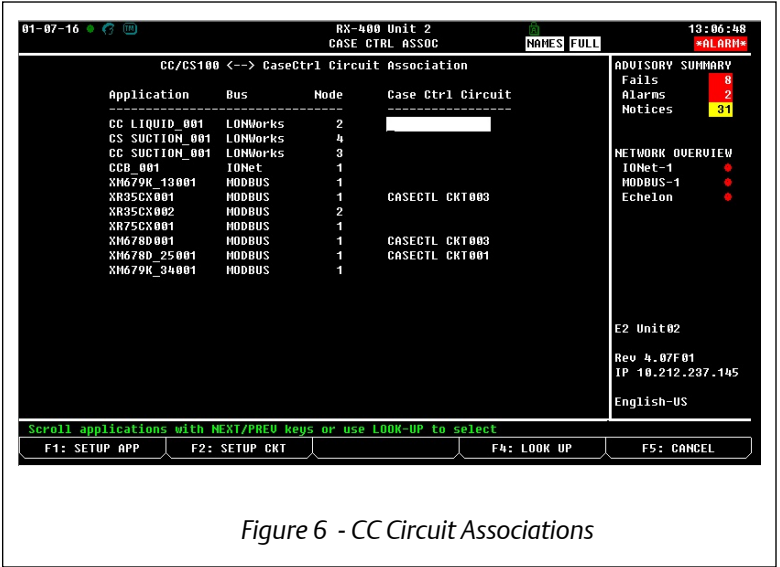 01-07-16 RX-400 Unit 2 13:06:48
CASE CTRL ASSOC NAMES FULL *ALARM*
CC/CS100 <--> CaseCtrl Circuit Association
Application Bus Node Case Ctrl Circuit
CC LIQUID_001 LONWorks 2
CS SUCTION_001 LONWorks 4
CC SUCTION_001 LONWorks 3
CCB_001 IONet 1
XM679K_13001 MODBUS 1
XR35CX001 MODBUS 1 CASECTL CKT003
XR35CX002 MODBUS 2
XR75CX001 MODBUS 1
XM678D001 MODBUS 1 CASECTL CKT003
XM678D_25001 MODBUS 1 CASECTL CKT001
XM679K_34001 MODBUS 1
ADVISORY SUMMARY
Fails 8
Alarms 2
Notices 31
NETWORK OVERVIEW
IONet-1
MODBUS-1
Echelon
E2 Unit02
Rev 4.07F01
IP 10.212.237.145
English-US
Scroll applications with NEXT/PREV keys or use LOOK-UP to select
F1: SETUP APP F2: SETUP CKT F4: LOOK UP F5: CANCEL
Figure 6 - CC Circuit Associations